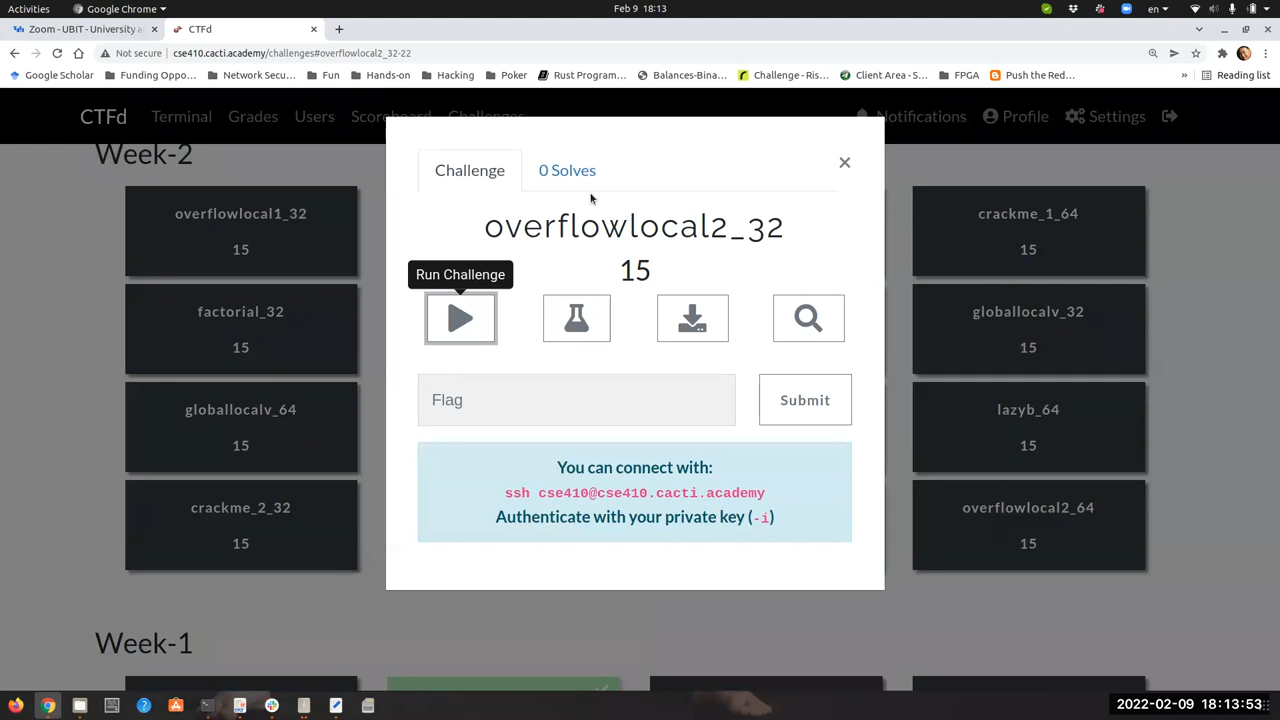 Activities
Google Chrome
Feb 9 18:13
en
Zoom - UBIT - University a
CTFd
Not secure
cse410.cacti.academy/challenges#overflowlocal2_32-22
Google Scholar
Funding Oppo...
Network Secu...
Fun
Hands-on
Hacking
Poker
Rust Program...
Balances-Bina...
Challenge - Ris...
Client Area - S...
FPGA
Push the Red...
»
Reading list
CTFd
Terminal
Grades
Users
Challenges
Notifications
Profile
Settings
Week-2
overflowlocal1_32
15
crackme_1_64
15
factorial_32
15
globallocalv_32
15
globallocalv_64
15
lazyb_64
15
crackme_2_32
15
overflowlocal2_64
15
Challenge
0 Solves
×
overflowlocal2_32
15
Run Challenge
Flag
Submit
You can connect with:
ssh cse410@cse410.cacti.academy
Authenticate with your private key (-i)
Week-1
2022-02-09 18:13:53